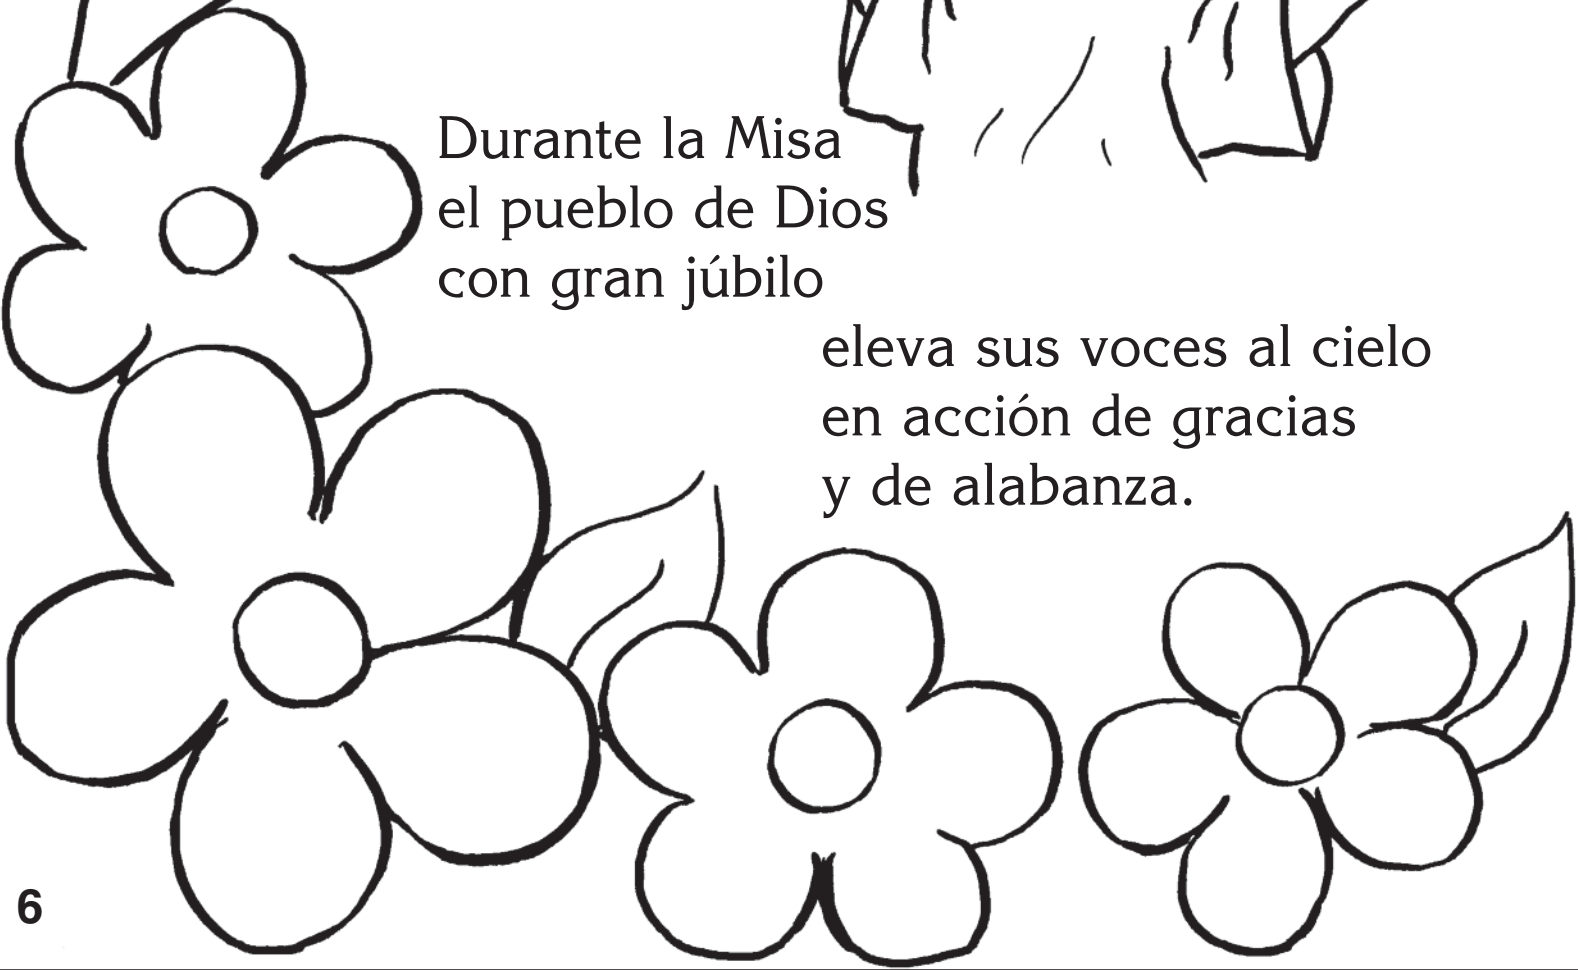 Durante la Misa
el pueblo de Dios
con gran júbilo
eleva sus voces al cielo
en acción de gracias
y de alabanza.
6